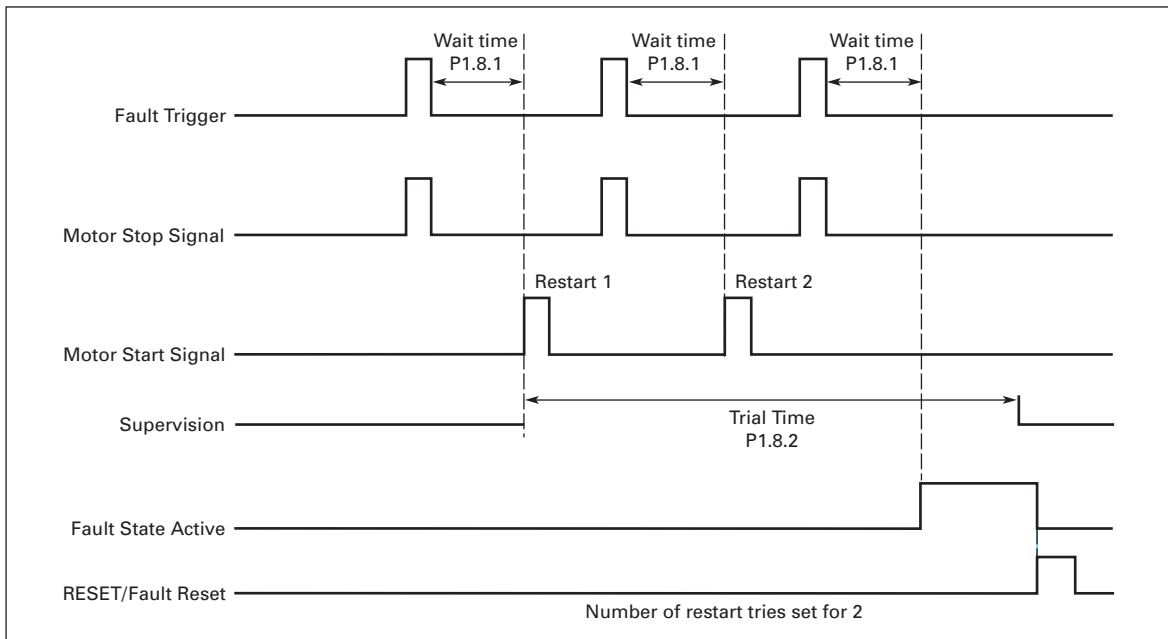 Wait time
P1.8.1
Wait time
P1.8.1
Wait time
P1.8.1
Fault Trigger
Motor Stop Signal
Restart 1
Restart 2
Motor Start Signal
Supervision
Trial Time
P1.8.2
Fault State Active
RESET/Fault Reset
Number of restart tries set for 2